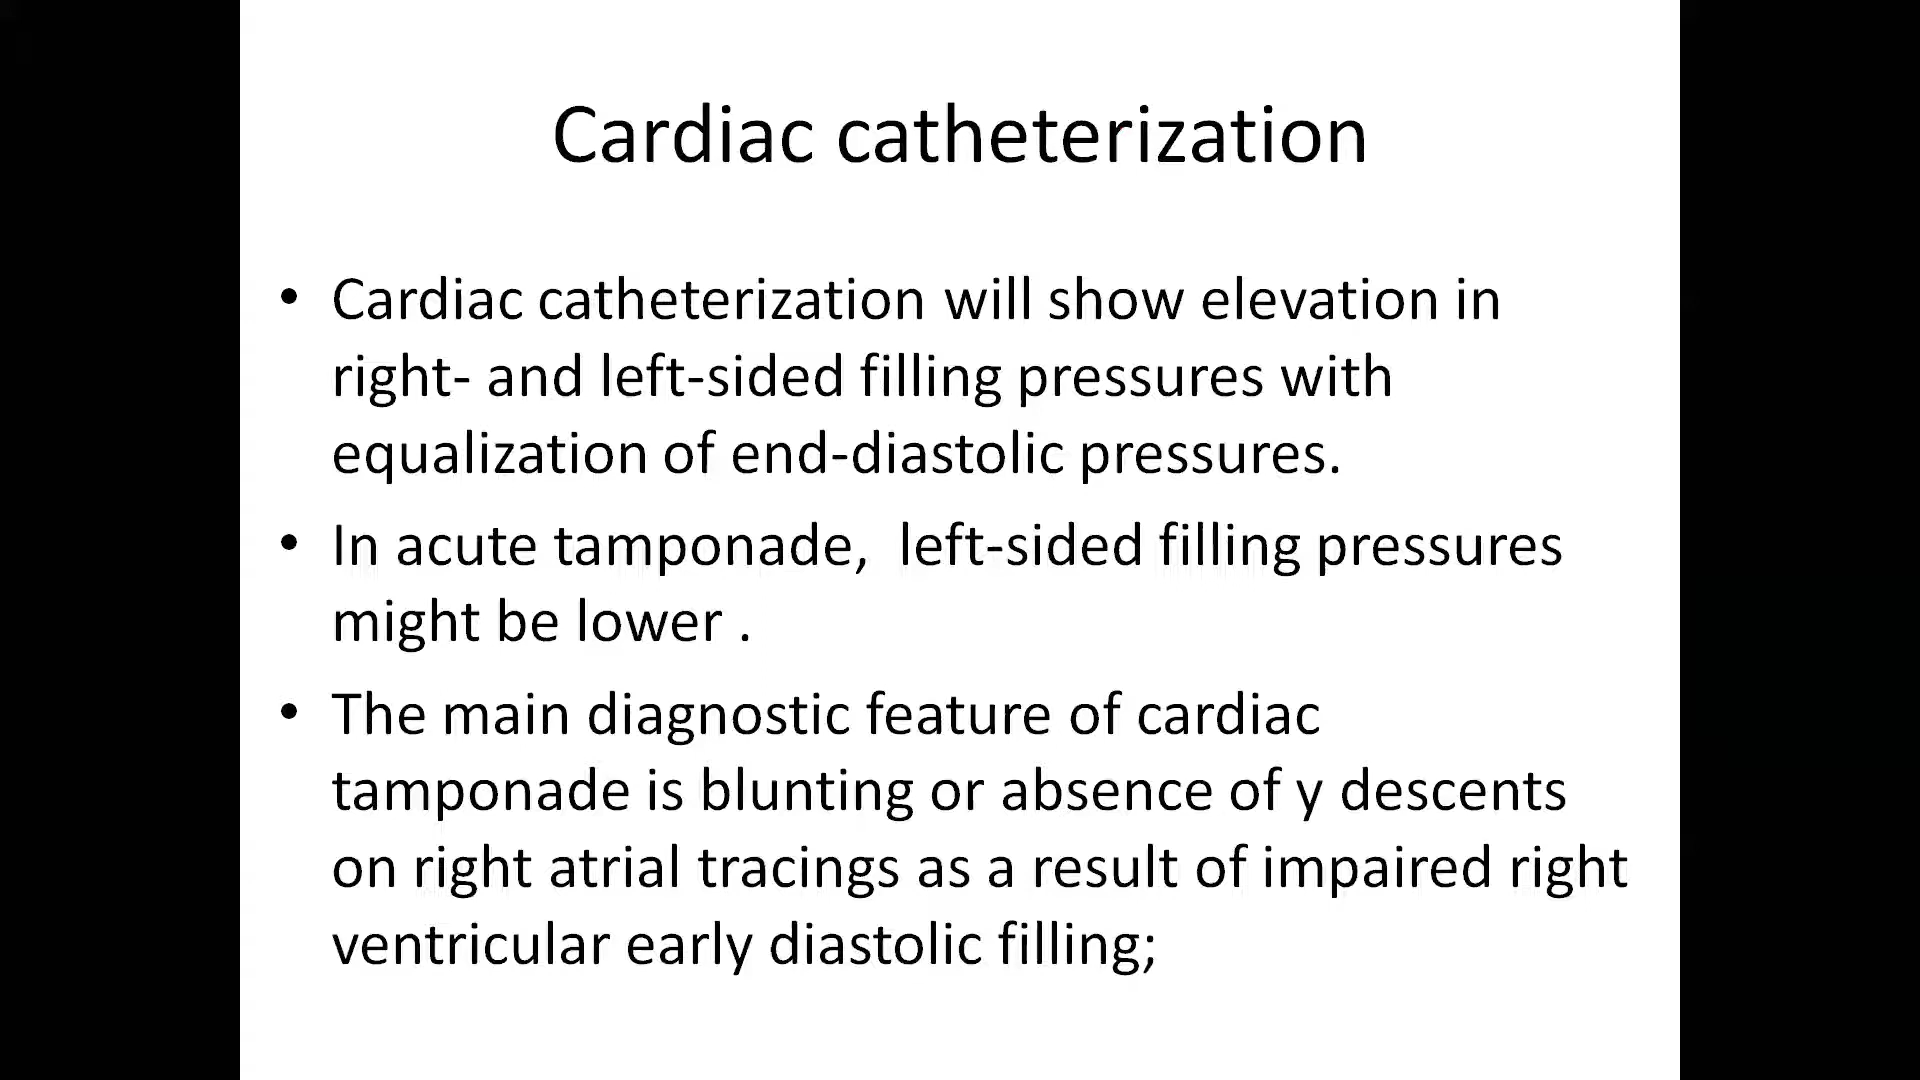 Cardiac catheterization
• Cardiac catheterization will show elevation in
right- and left-sided filling pressures with
equalization of end-diastolic pressures.
• In acute tamponade,  left-sided filling pressures
might be lower .
• The main diagnostic feature of cardiac
tamponade is blunting or absence of y descents
on right atrial tracings as a result of impaired right
ventricular early diastolic filling;